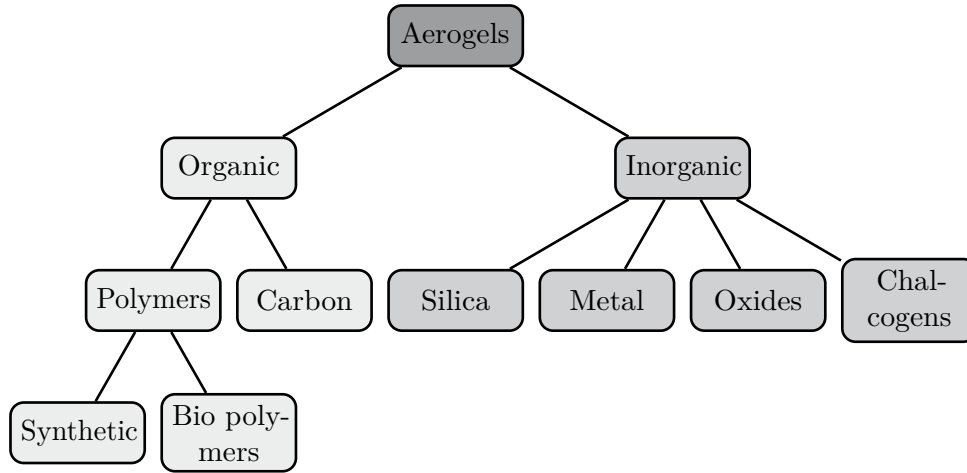 Aerogels
Organic
Inorganic
Polymers
Carbon
Silica
Metal
Oxides
Chal-
cogens
Synthetic
Bio poly-
mers